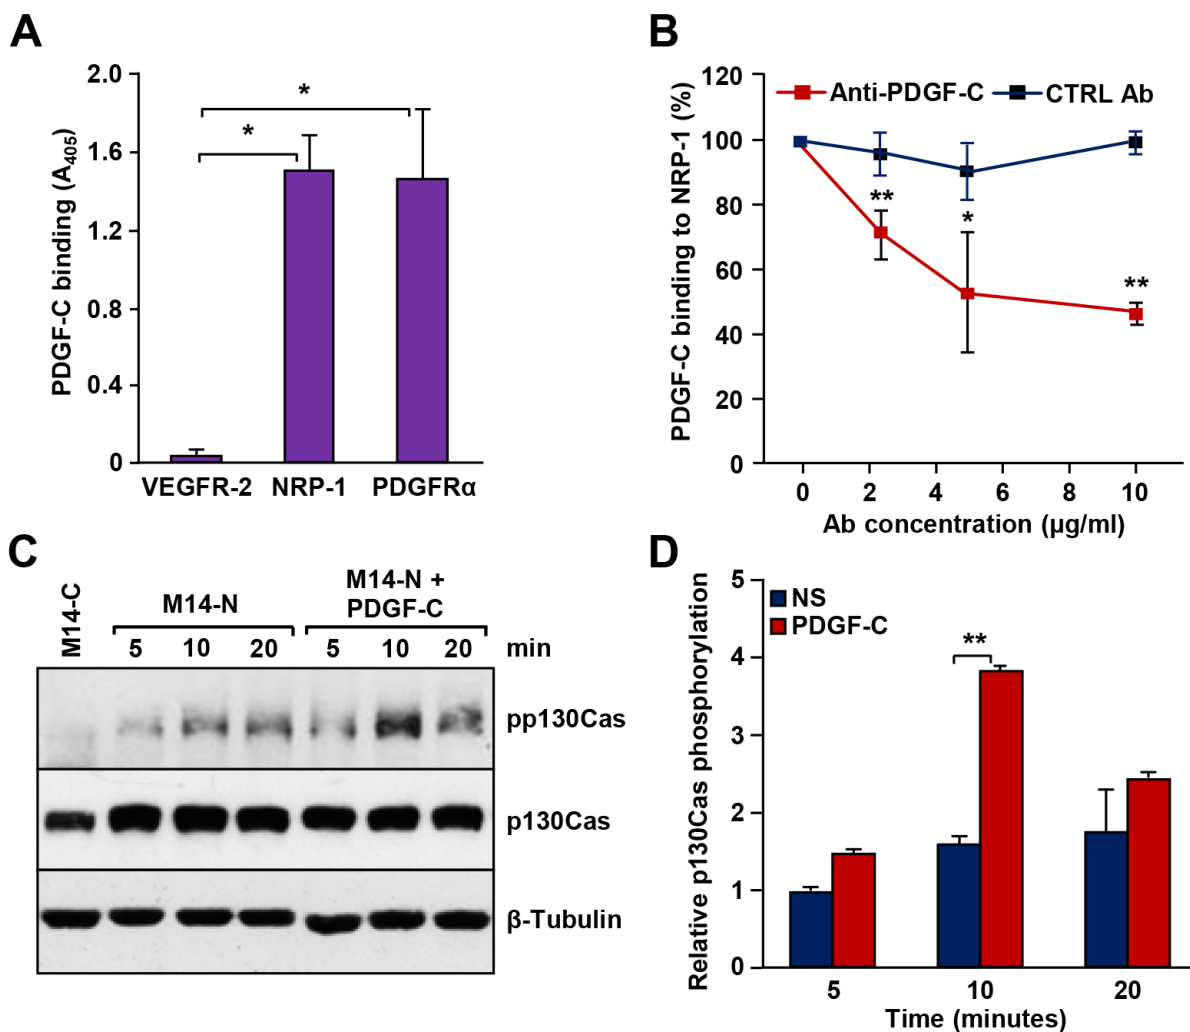 A
PDGF-C binding (A405)
2.0
1.6
1.2
0.8
0.4
0
*
*
VEGFR-2 NRP-1 PDGFRα
B
PDGF-C binding to NRP-1 (%)
120
100
80
60
40
20
0
Anti-PDGF-C CTRL Ab
**
*
**
0 2 4 6 8 10
Ab concentration (µg/ml)
C
M14-C
M14-N
M14-N +
PDGF-C
5 10 20 5 10 20 min
pp130Cas
p130Cas
β-Tubulin
D
Relative p130Cas phosphorylation
5
4
3
2
1
0
NS
PDGF-C
**
5 10 20
Time (minutes)